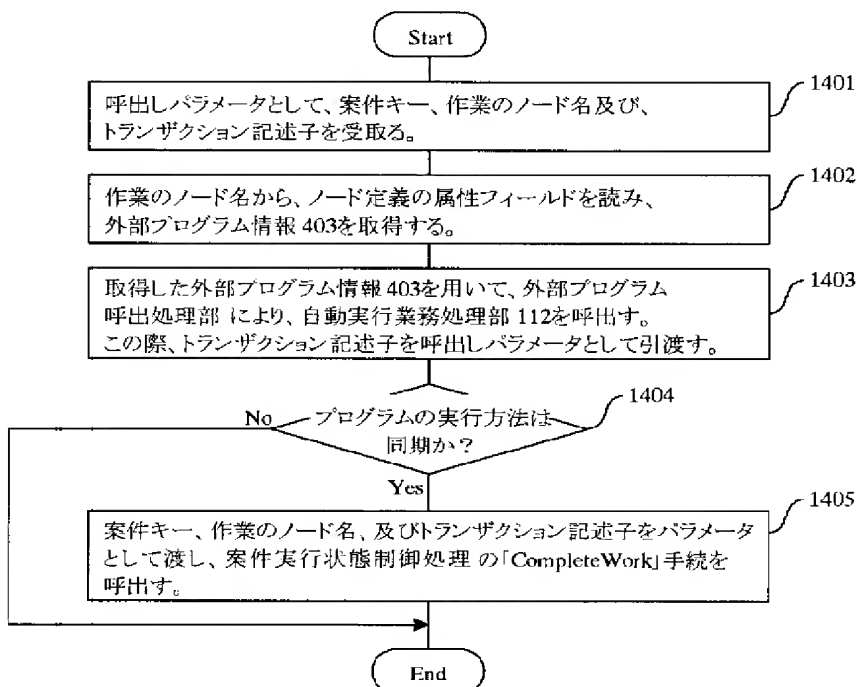 Start
1401
呼出しパラメータとして、案件キー、作業のノード名及び、
トランザクション記述子を受取る。
1402
作業のノード名から、ノード定義の属性フィールドを読み、
外部プログラム情報403を取得する。
1403
取得した外部プログラム情報403を用いて、外部プログラム
呼出処理部 により、自動実行業務処理部 112を呼出す。
この際、トランザクション記述子を呼出しパラメータとして引渡す。
1404
No
プログラムの実行方法は
同期か？
Yes
1405
案件キー、作業のノード名、及びトランザクション記述子をパラメータ
として渡し、案件実行状態制御処理 の「CompleteWork」手続を
呼出す。
End